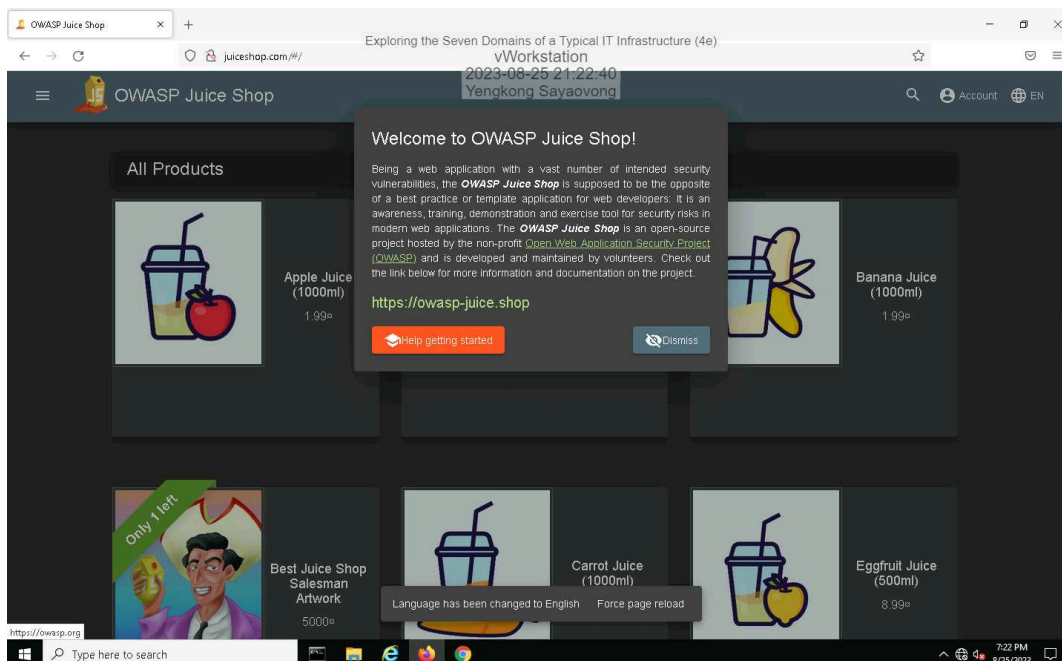 OWASP Juice Shop
Exploring the Seven Domains of a Typical IT Infrastructure (4e)
vWorkstation
2023-08-25 21:22:40
Yengkong Sayaovong
juiceshop.com/#/
OWASP Juice Shop
Account
EN
All Products
Welcome to OWASP Juice Shop!
Being a web application with a vast number of intended security
vulnerabilities, the OWASP Juice Shop is supposed to be the opposite
of a best practice or template application for web developers: It is an
awareness, training, demonstration and exercise tool for security risks in
modern web applications. The OWASP Juice Shop is an open-source
project hosted by the non-profit Open Web Application Security Project
(OWASP) and is developed and maintained by volunteers. Check out
the link below for more information and documentation on the project.
https://owasp-juice.shop
Help getting started
Dismiss
Apple Juice
(1000ml)
1.99¤
Banana Juice
(1000ml)
1.99¤
Only 1 left
Best Juice Shop
Salesman
Artwork
5000¤
Carrot Juice
(1000ml)
Eggfruit Juice
(500ml)
8.99¤
Language has been changed to English Force page reload
https://owasp.org
Type here to search
7:22 PM
8/25/2023